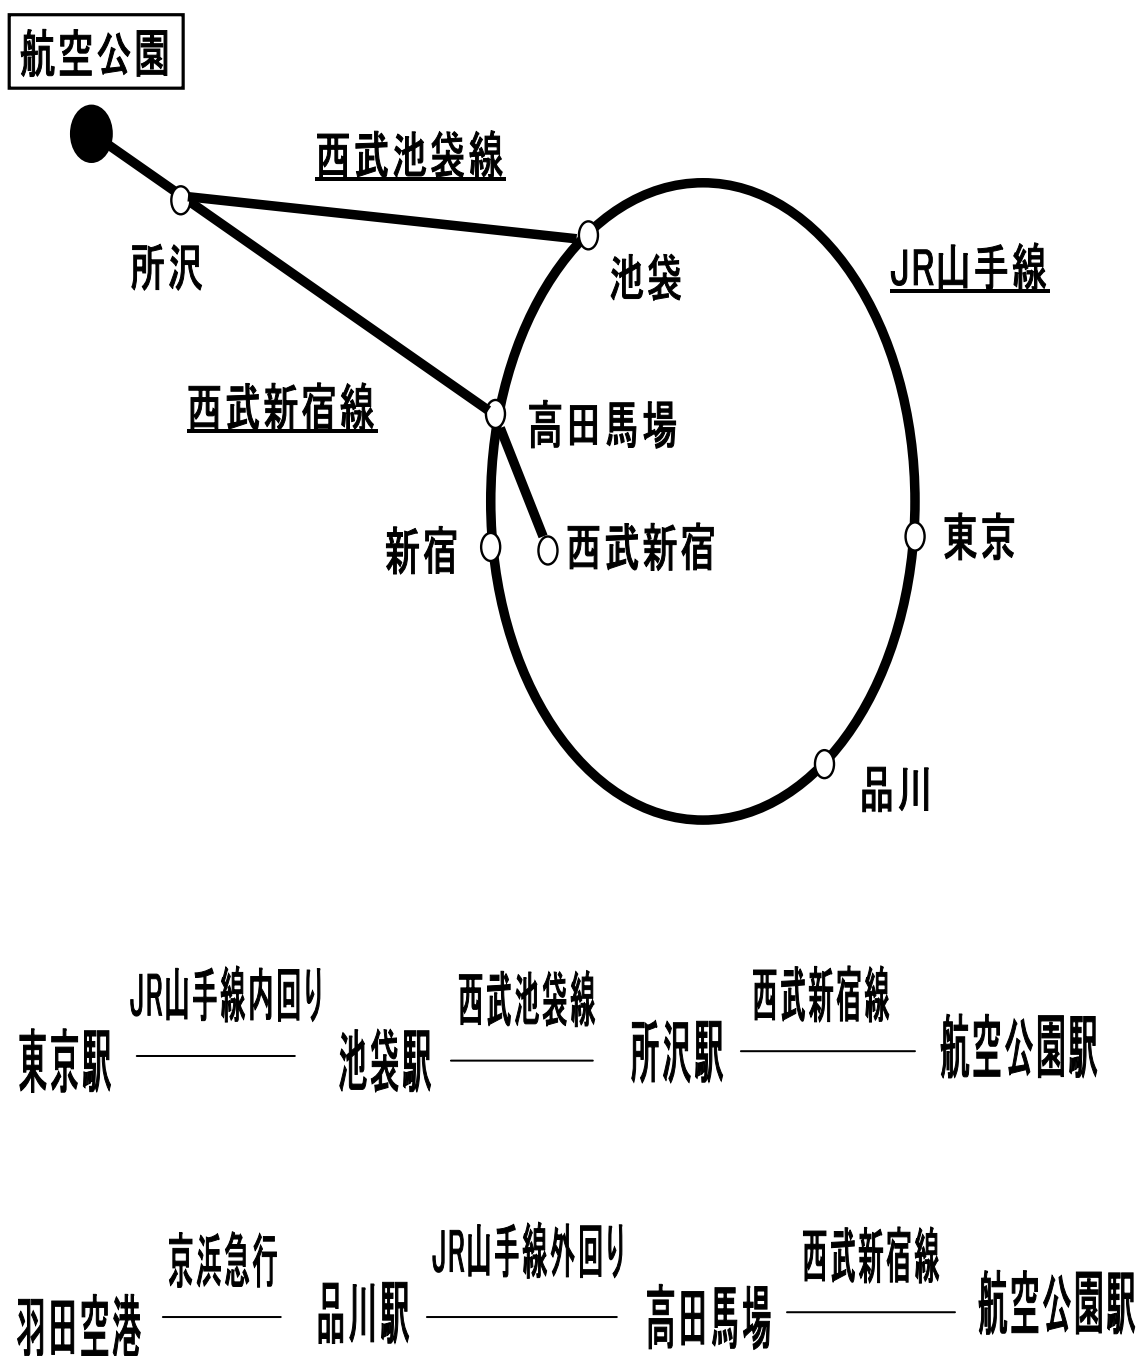 航空公園
西武池袋線
所沢
池袋
JR山手線
西武新宿線
高田馬場
新宿
西武新宿
東京
品川
JR山手線内回り
西武池袋線
西武新宿線
東京駅
池袋駅
所沢駅
航空公園駅
京浜急行
JR山手線外回り
西武新宿線
羽田空港
品川駅
高田馬場
航空公園駅